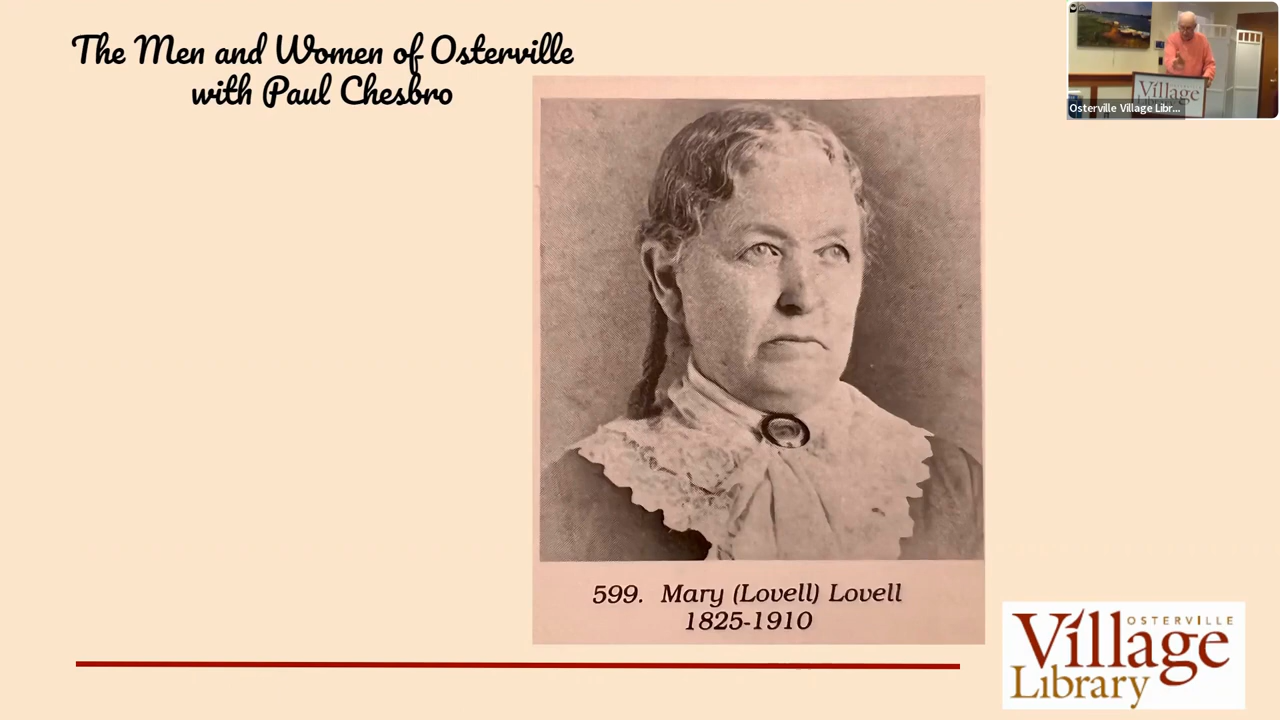 The Men and Women of Osterville
with Paul Chesbro
Village
Osterville Village Libr...
599. Mary (Lovell) Lovell
1825-1910
OSTERVILLE
Village
Library